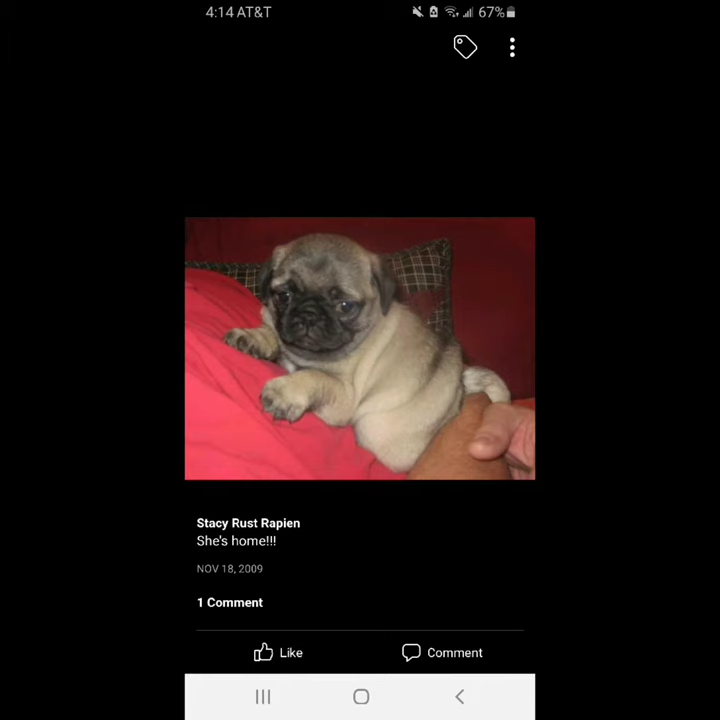 4:14 AT&T 67%
Stacy Rust Rapien
She's home!!!
NOV 18, 2009
1 Comment
Like Comment